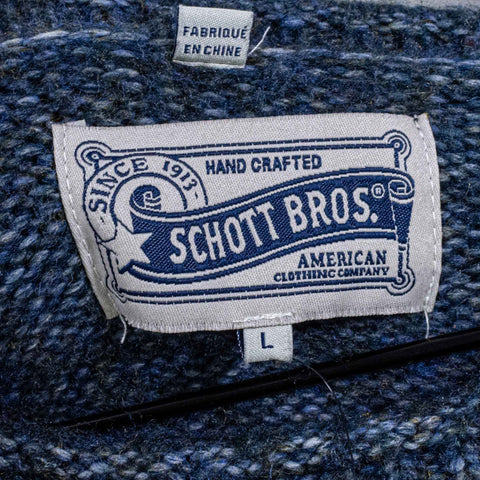 FABRIQUÉ
EN CHINE
SINCE 1913
HAND CRAFTED
SCHOTT BROS.®
AMERICAN
CLOTHING COMPANY
L